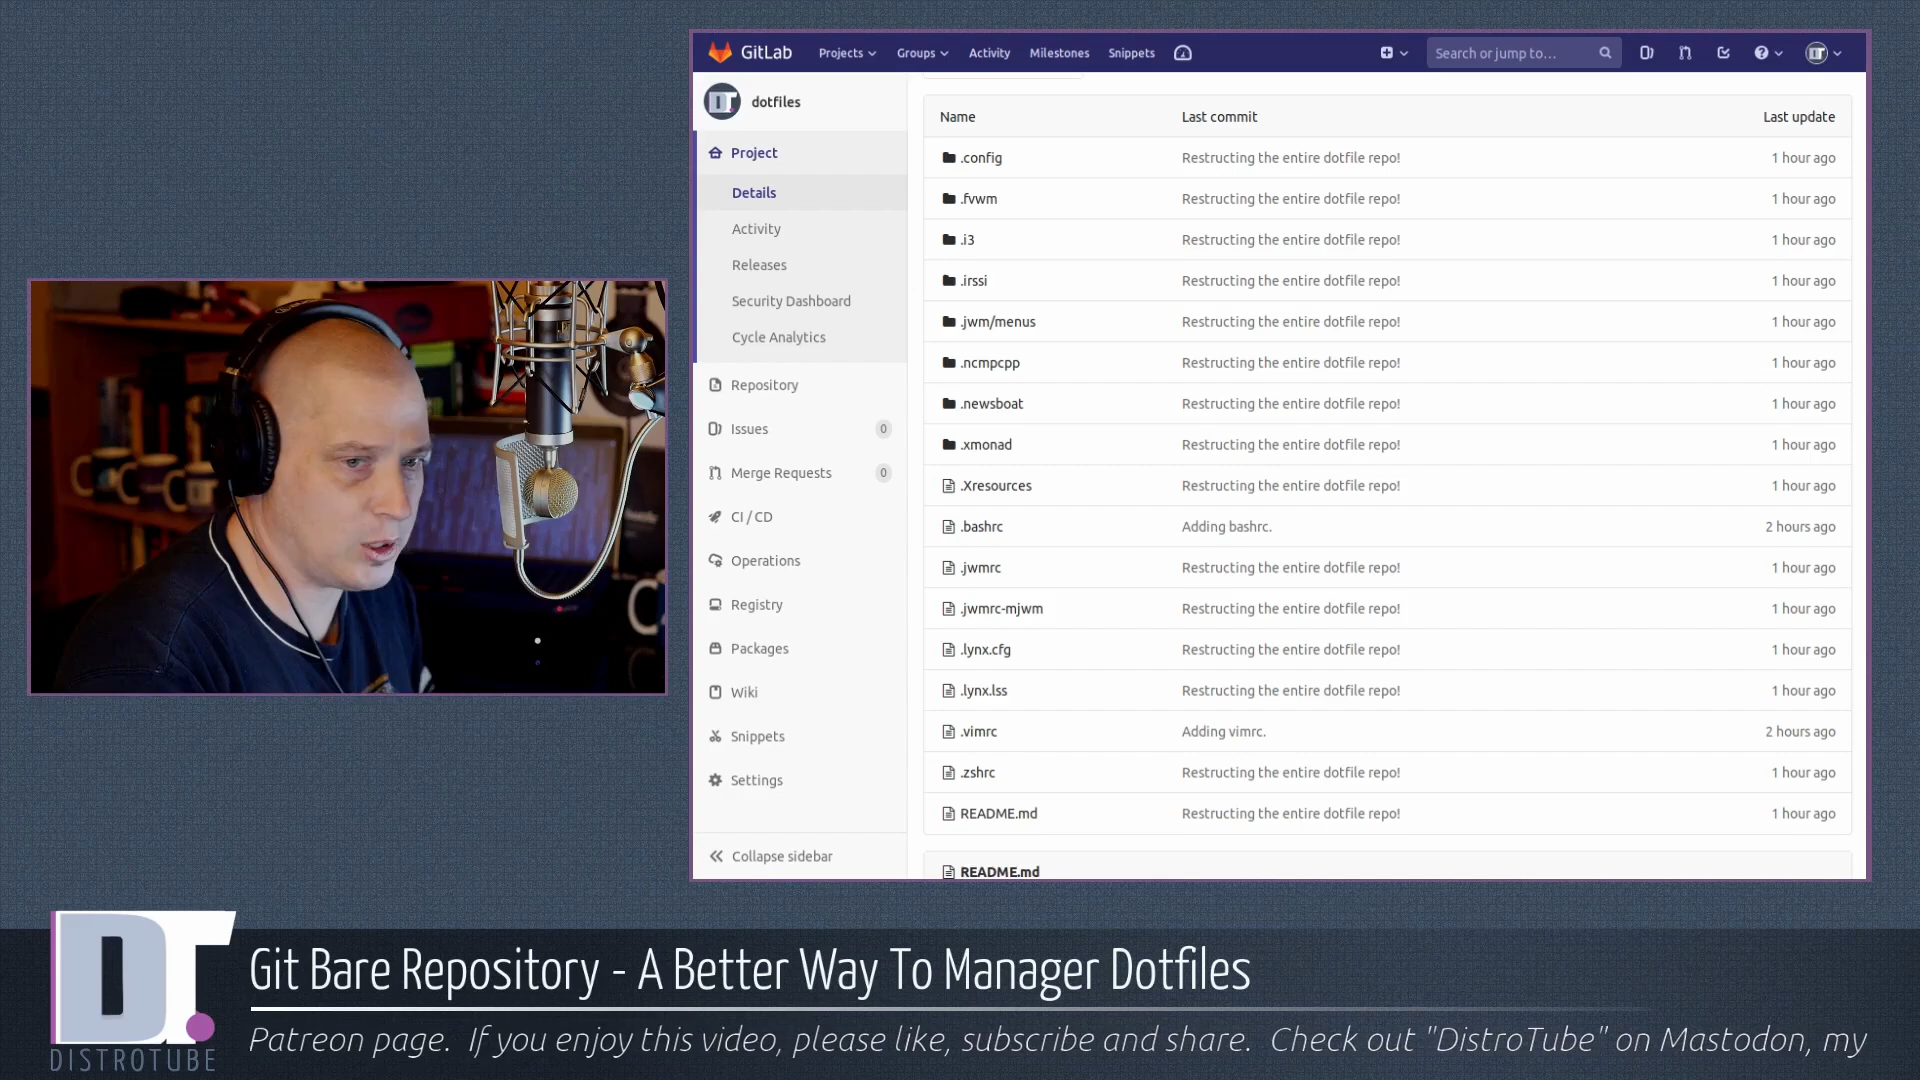 GitLab Projects Groups Activity Milestones Snippets Search or jump to...
DT. dotfiles
Project
Details
Activity
Releases
Security Dashboard
Cycle Analytics
Repository
Issues 0
Merge Requests 0
CI / CD
Operations
Registry
Packages
Wiki
Snippets
Settings
Collapse sidebar
Name Last commit Last update
.config Restructing the entire dotfile repo! 1 hour ago
.fvwm Restructing the entire dotfile repo! 1 hour ago
.i3 Restructing the entire dotfile repo! 1 hour ago
.irssi Restructing the entire dotfile repo! 1 hour ago
.jwm/menus Restructing the entire dotfile repo! 1 hour ago
.ncmpcpp Restructing the entire dotfile repo! 1 hour ago
.newsboat Restructing the entire dotfile repo! 1 hour ago
.xmonad Restructing the entire dotfile repo! 1 hour ago
.Xresources Restructing the entire dotfile repo! 1 hour ago
.bashrc Adding bashrc. 2 hours ago
.jwmrc Restructing the entire dotfile repo! 1 hour ago
.jwmrc-mjwm Restructing the entire dotfile repo! 1 hour ago
.lynx.cfg Restructing the entire dotfile repo! 1 hour ago
.lynx.lss Restructing the entire dotfile repo! 1 hour ago
.vimrc Adding vimrc. 2 hours ago
.zshrc Restructing the entire dotfile repo! 1 hour ago
README.md Restructing the entire dotfile repo! 1 hour ago
README.md
DT.
DISTROTUBE
Git Bare Repository - A Better Way To Manager Dotfiles
Patreon page. If you enjoy this video, please like, subscribe and share. Check out "DistroTube" on Mastodon, my